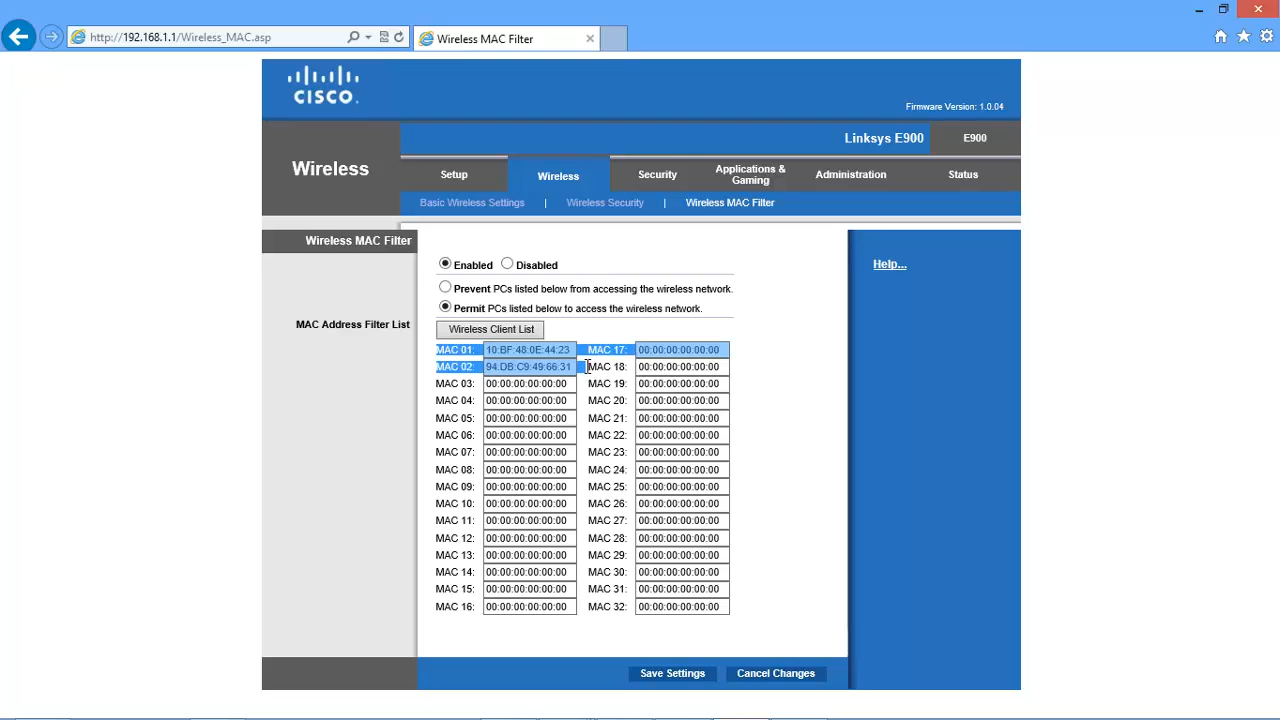 http://192.168.1.1/Wireless_MAC.asp
Wireless MAC Filter
CISCO
Firmware Version: 1.0.04
Linksys E900
E900
Wireless
Setup
Wireless
Security
Applications &
Gaming
Administration
Status
Basic Wireless Settings | Wireless Security | Wireless MAC Filter
Wireless MAC Filter
Enabled Disabled
Help...
Prevent PCs listed below from accessing the wireless network.
Permit PCs listed below to access the wireless network.
MAC Address Filter List
Wireless Client List
MAC 01: 10:BF:48:0E:44:23 MAC 17: 00:00:00:00:00:00
MAC 02: 94:DB:C9:49:66:31 MAC 18: 00:00:00:00:00:00
MAC 03: 00:00:00:00:00:00 MAC 19: 00:00:00:00:00:00
MAC 04: 00:00:00:00:00:00 MAC 20: 00:00:00:00:00:00
MAC 05: 00:00:00:00:00:00 MAC 21: 00:00:00:00:00:00
MAC 06: 00:00:00:00:00:00 MAC 22: 00:00:00:00:00:00
MAC 07: 00:00:00:00:00:00 MAC 23: 00:00:00:00:00:00
MAC 08: 00:00:00:00:00:00 MAC 24: 00:00:00:00:00:00
MAC 09: 00:00:00:00:00:00 MAC 25: 00:00:00:00:00:00
MAC 10: 00:00:00:00:00:00 MAC 26: 00:00:00:00:00:00
MAC 11: 00:00:00:00:00:00 MAC 27: 00:00:00:00:00:00
MAC 12: 00:00:00:00:00:00 MAC 28: 00:00:00:00:00:00
MAC 13: 00:00:00:00:00:00 MAC 29: 00:00:00:00:00:00
MAC 14: 00:00:00:00:00:00 MAC 30: 00:00:00:00:00:00
MAC 15: 00:00:00:00:00:00 MAC 31: 00:00:00:00:00:00
MAC 16: 00:00:00:00:00:00 MAC 32: 00:00:00:00:00:00
Save Settings
Cancel Changes